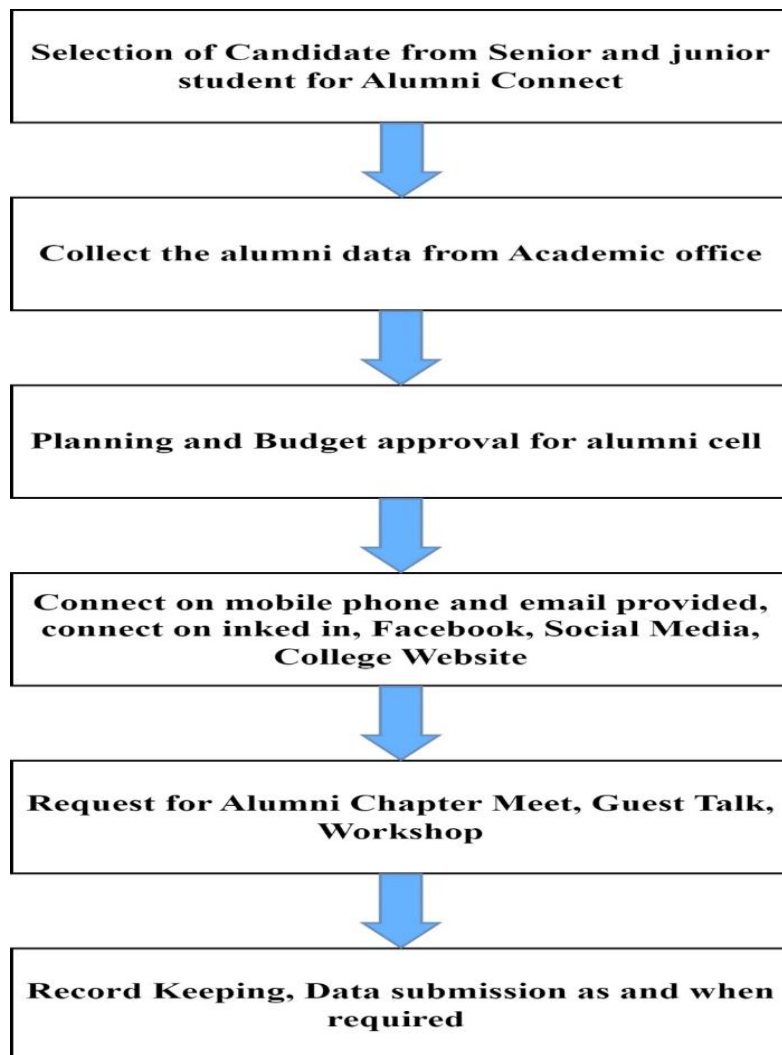 Selection of Candidate from Senior and junior
student for Alumni Connect
Collect the alumni data from Academic office
Planning and Budget approval for alumni cell
Connect on mobile phone and email provided,
connect on inked in, Facebook, Social Media,
College Website
Request for Alumni Chapter Meet, Guest Talk,
Workshop
Record Keeping, Data submission as and when
required